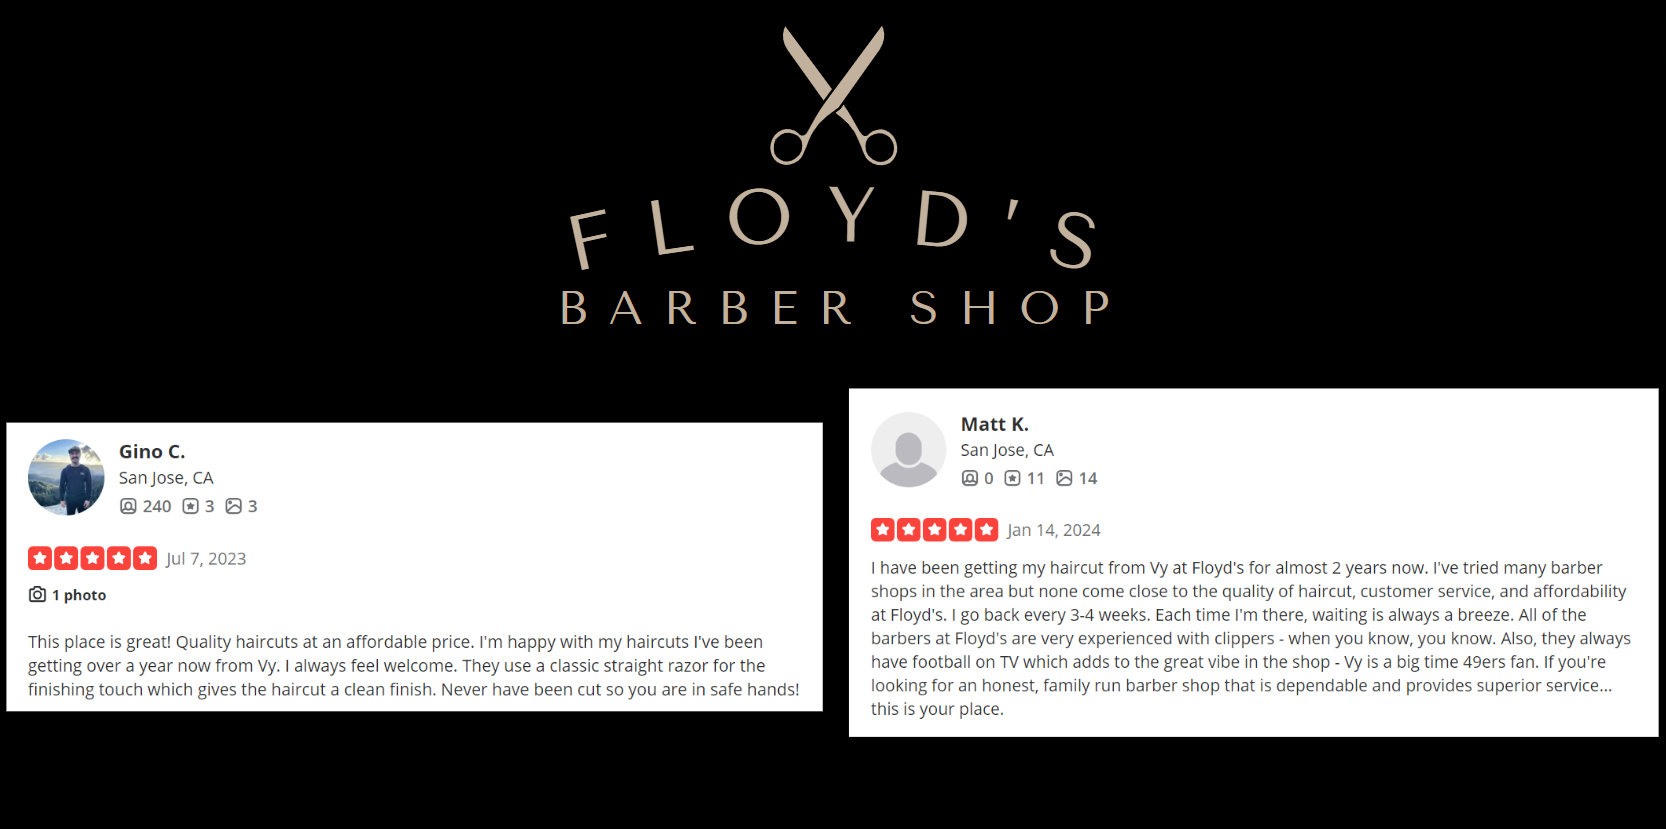 FLOYD'S
BARBER SHOP
Gino C.
San Jose, CA
240 3 3
Jul 7, 2023
1 photo
This place is great! Quality haircuts at an affordable price. I'm happy with my haircuts I've been
getting over a year now from Vy. I always feel welcome. They use a classic straight razor for the
finishing touch which gives the haircut a clean finish. Never have been cut so you are in safe hands!
Matt K.
San Jose, CA
0 11 14
Jan 14, 2024
I have been getting my haircut from Vy at Floyd's for almost 2 years now. I've tried many barber
shops in the area but none come close to the quality of haircut, customer service, and affordability
at Floyd's. I go back every 3-4 weeks. Each time I'm there, waiting is always a breeze. All of the
barbers at Floyd's are very experienced with clippers - when you know, you know. Also, they always
have football on TV which adds to the great vibe in the shop - Vy is a big time 49ers fan. If you're
looking for an honest, family run barber shop that is dependable and provides superior service...
this is your place.